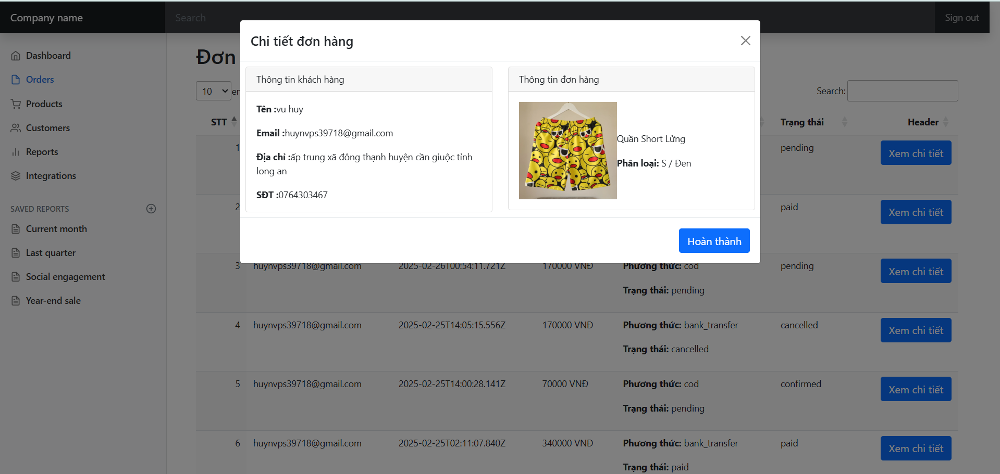 Company name
Search
Sign out
Dashboard
Orders
Products
Customers
Reports
Integrations
SAVED REPORTS
Current month
Last quarter
Social engagement
Year-end sale
Đơn
10
en
Search:
STT
Trạng thái
Header
Chi tiết đơn hàng
Thông tin khách hàng
Tên :vu huy
Email :huynvps39718@gmail.com
Địa chỉ :ấp trung xã đông thạnh huyện cần giuộc tỉnh
long an
SĐT :0764303467
Thông tin đơn hàng
Quần Short Lửng
Phân loại: S / Đen
Hoàn thành
1
pending
Xem chi tiết
2
paid
Xem chi tiết
3
huynvps39718@gmail.com
2025-02-26T00:54:11.721Z
170000 VNĐ
Phương thức: cod
Trạng thái: pending
pending
Xem chi tiết
4
huynvps39718@gmail.com
2025-02-25T14:05:15.556Z
170000 VNĐ
Phương thức: bank_transfer
Trạng thái: cancelled
cancelled
Xem chi tiết
5
huynvps39718@gmail.com
2025-02-25T14:00:28.141Z
70000 VNĐ
Phương thức: cod
Trạng thái: pending
confirmed
Xem chi tiết
6
huynvps39718@gmail.com
2025-02-25T02:11:07.840Z
340000 VNĐ
Phương thức: bank_transfer
Trạng thái: paid
paid
Xem chi tiết